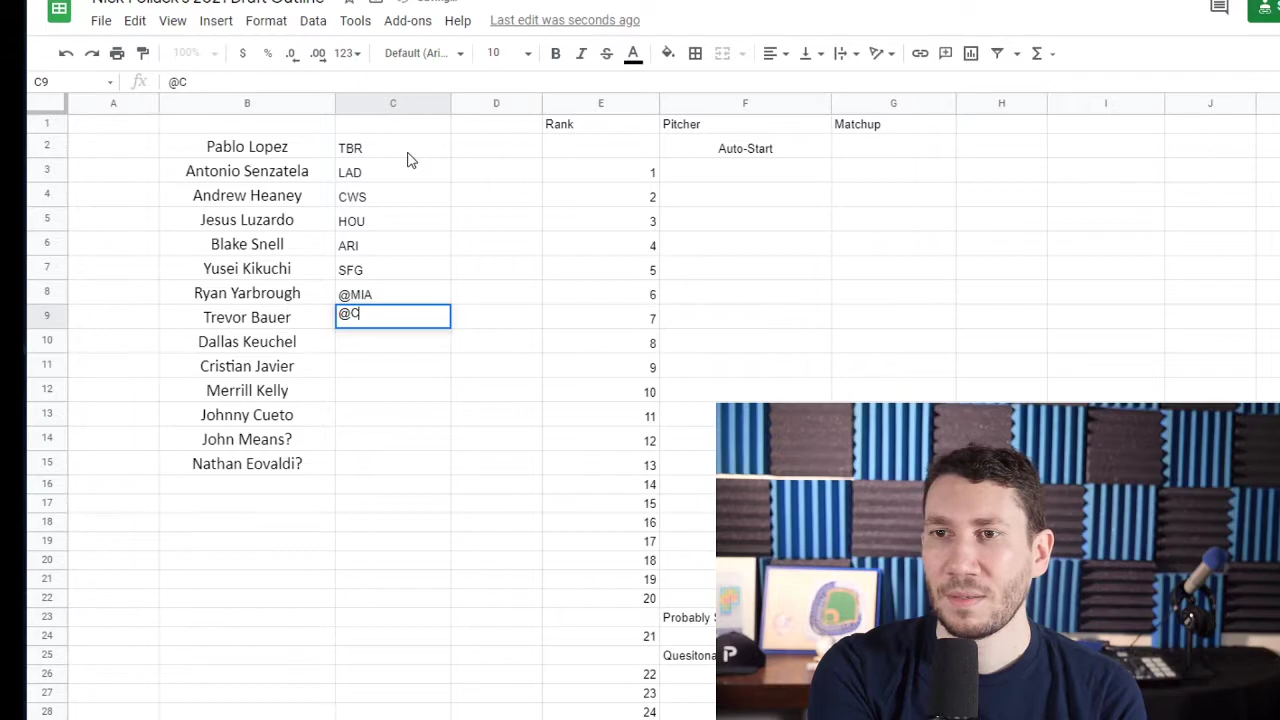 File Edit View Insert Format Data Tools Add-ons Help Last edit was seconds ago
100% $ % .0 .00 123 Default (Ari... 10 B I S A Σ
C9 fx @C
A B C D E F G H I J
1 Rank Pitcher Matchup
2 Pablo Lopez TBR Auto-Start
3 Antonio Senzatela LAD 1
4 Andrew Heaney CWS 2
5 Jesus Luzardo HOU 3
6 Blake Snell ARI 4
7 Yusei Kikuchi SFG 5
8 Ryan Yarbrough @MIA 6
9 Trevor Bauer @C 7
10 Dallas Keuchel 8
11 Cristian Javier 9
12 Merrill Kelly 10
13 Johnny Cueto 11
14 John Means? 12
15 Nathan Eovaldi? 13
16 14
17 15
18 16
19 17
20 18
21 19
22 20
23 Probably
24 21
25 Quesitona
26 22
27 23
28 24